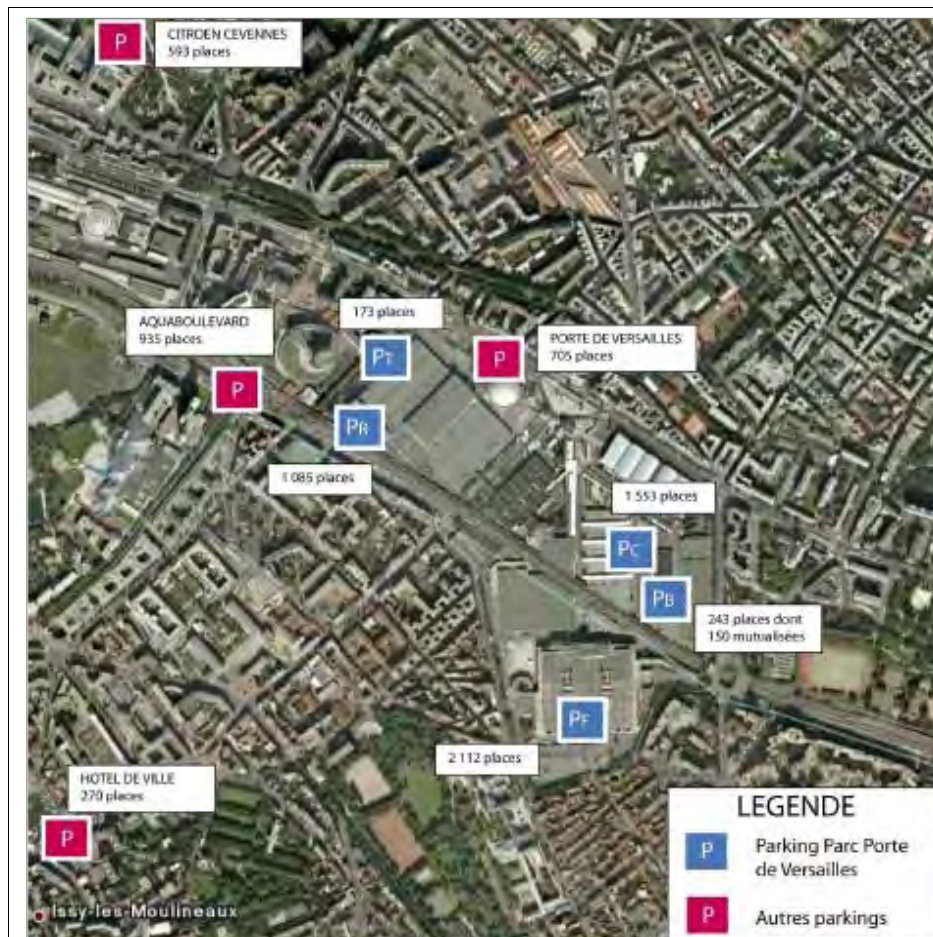 P
CITROEN CEVENNES
593 places
AQUABOULEVARD
935 places
173 places
PORTE DE VERSAILLES
705 places
PT
P
P
PR
1 085 places
1 553 places
PC
PB
243 places dont
150 mutualisées
PF
2 112 places
HOTEL DE VILLE
270 places
P
Issy-les-Moulineaux
LEGENDE
P
Parking Parc Porte
de Versailles
P
Autres parkings